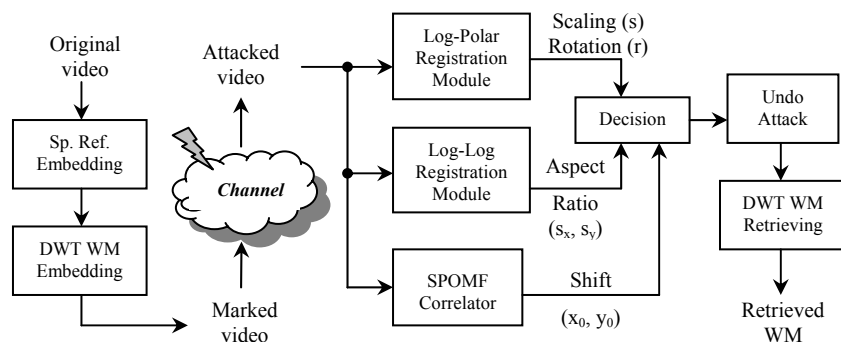 Original
video
Sp. Ref.
Embedding
DWT WM
Embedding
Attacked
video
Channel
Marked
video
Log-Polar
Registration
Module
Scaling (s)
Rotation (r)
Log-Log
Registration
Module
Aspect
Ratio
(sx, sy)
SPOMF
Correlator
Shift
(x0, y0)
Decision
Undo
Attack
DWT WM
Retrieving
Retrieved
WM